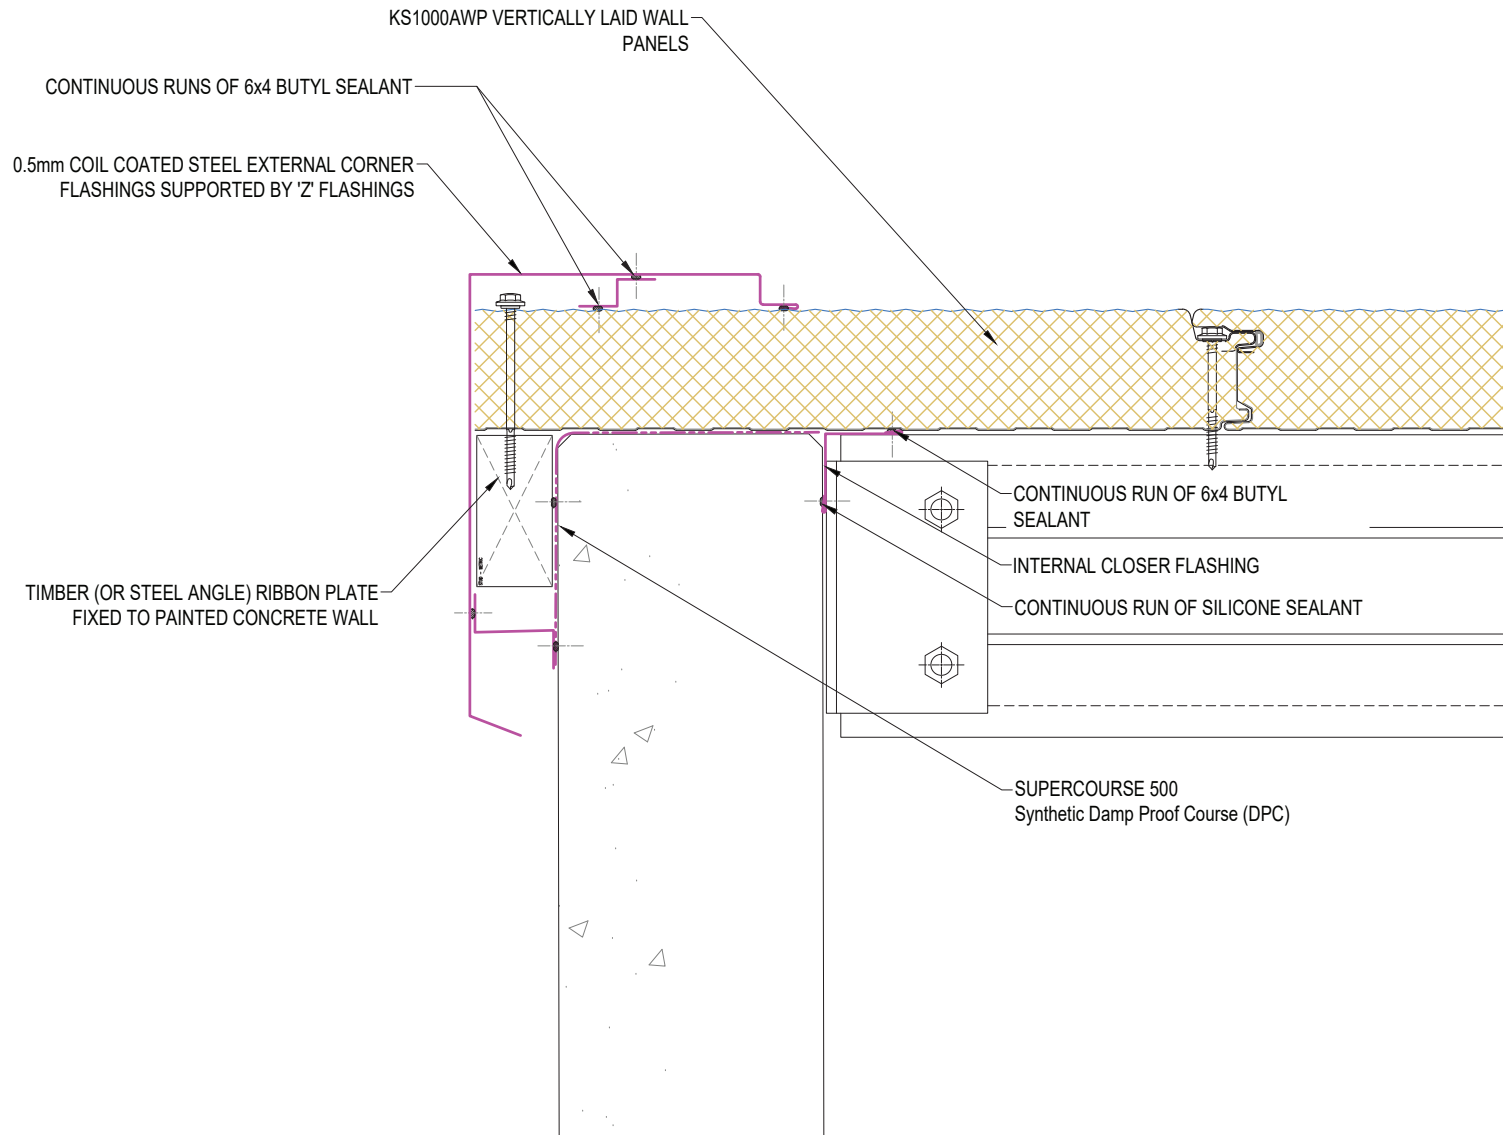 KS1000AWP VERTICALLY LAID WALL
PANELS
CONTINUOUS RUNS OF 6x4 BUTYL SEALANT
0.5mm COIL COATED STEEL EXTERNAL CORNER
FLASHINGS SUPPORTED BY 'Z' FLASHINGS
CONTINUOUS RUN OF 6x4 BUTYL
SEALANT
INTERNAL CLOSER FLASHING
TIMBER (OR STEEL ANGLE) RIBBON PLATE
FIXED TO PAINTED CONCRETE WALL
CONTINUOUS RUN OF SILICONE SEALANT
SUPERCOURSE 500
Synthetic Damp Proof Course (DPC)